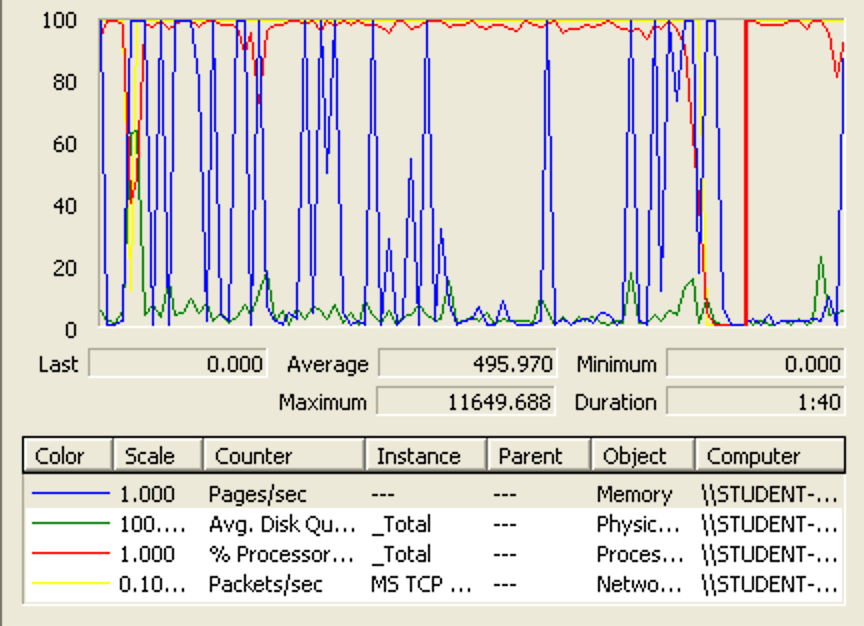 100
80
60
40
20
0
Last 0.000 Average 495.970 Minimum 0.000
Maximum 11649.688 Duration 1:40
Color Scale Counter Instance Parent Object Computer
1.000 Pages/sec --- --- Memory \\STUDENT-...
100.... Avg. Disk Qu... _Total --- Physic... \\STUDENT-...
1.000 % Processor... _Total --- Proces... \\STUDENT-...
0.10... Packets/sec MS TCP ... --- Netwo... \\STUDENT-...